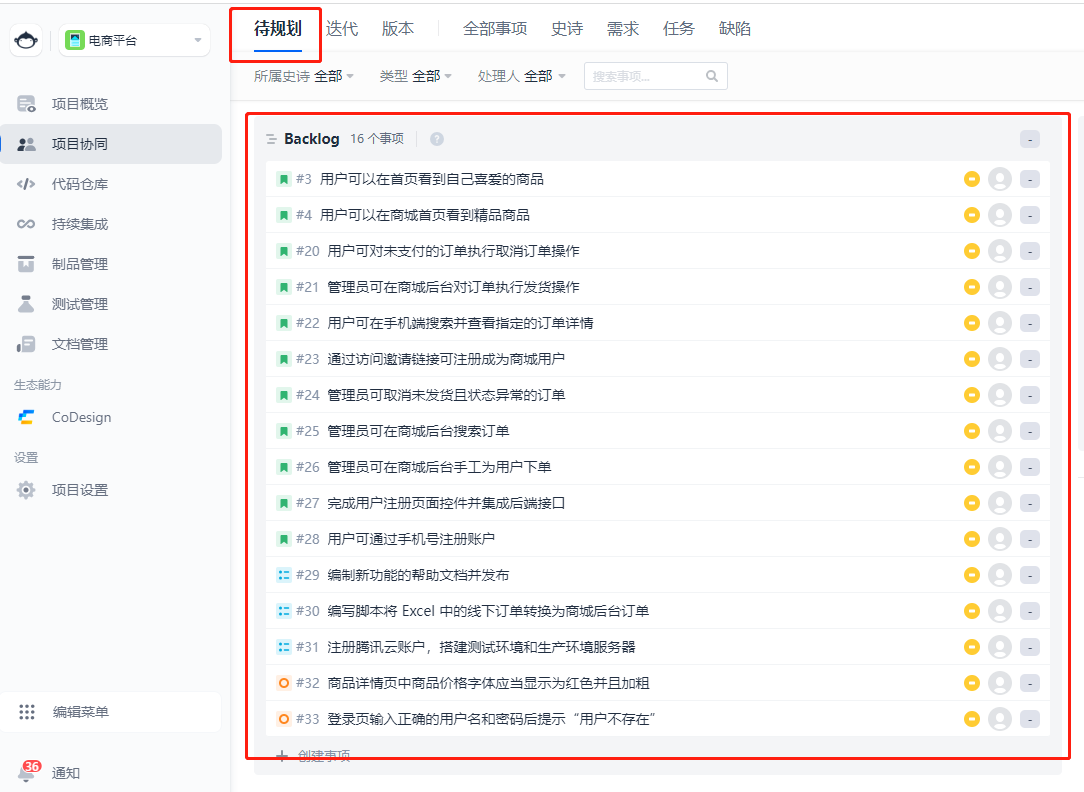 电商平台
项目概览
项目协同
代码仓库
持续集成
制品管理
测试管理
文档管理
生态能力
CoDesign
设置
项目设置
编辑菜单
36 通知
待规划 迭代 版本 全部事项 史诗 需求 任务 缺陷
所属史诗 全部 类型 全部 处理人 全部 搜索事项...
Backlog 16 个事项 ? -
#3 用户可以在首页看到自己喜爱的商品 -
#4 用户可以在商城首页看到精品商品 -
#20 用户可对未支付的订单执行取消订单操作 -
#21 管理员可在商城后台对订单执行发货操作 -
#22 用户可在手机端搜索并查看指定的订单详情 -
#23 通过访问邀请链接可注册成为商城用户 -
#24 管理员可取消未发货且状态异常的订单 -
#25 管理员可在商城后台搜索订单 -
#26 管理员可在商城后台手工为用户下单 -
#27 完成用户注册页面控件并集成后端接口 -
#28 用户可通过手机号注册账户 -
#29 编制新功能的帮助文档并发布 -
#30 编写脚本将 Excel 中的线下订单转换为商城后台订单 -
#31 注册腾讯云账户，搭建测试环境和生产环境服务器 -
#32 商品详情页中商品价格字体应当显示为红色并且加粗 -
#33 登录页输入正确的用户名和密码后提示“用户不存在” -
+ 创建事项